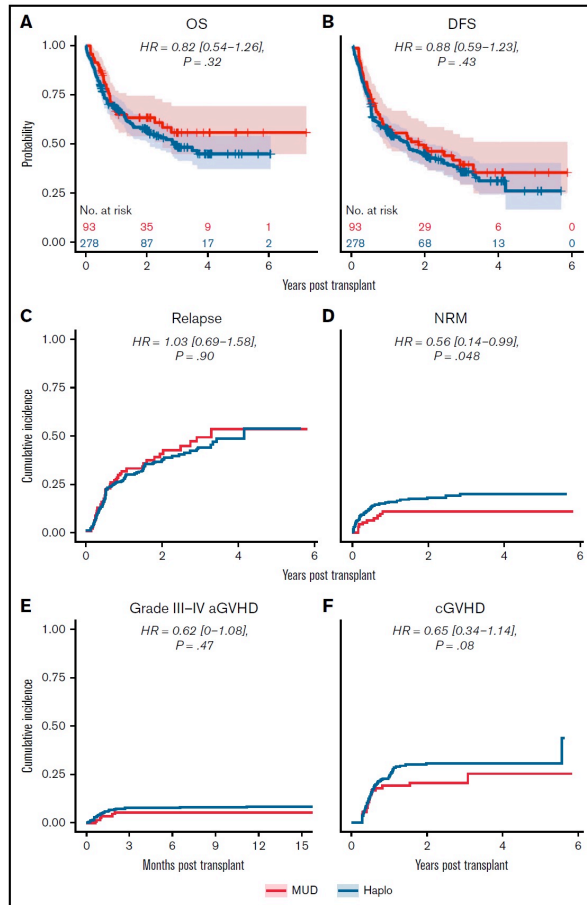 A
OS
HR = 0.82 [0.54–1.26],
P = .32
1.00
0.75
0.50
0.25
0.00
Probability
No. at risk
93 35 9 1
278 87 17 2
0 2 4 6
B
DFS
HR = 0.88 [0.59–1.23],
P = .43
No. at risk
93 29 6 0
278 68 13 0
0 2 4 6
Years post transplant
C
Relapse
HR = 1.03 [0.69–1.58],
P = .90
1.00
0.75
0.50
0.25
0.00
Cumulative incidence
0 2 4 6
D
NRM
HR = 0.56 [0.14–0.99],
P = .048
0 2 4 6
Years post transplant
E
Grade III–IV aGVHD
HR = 0.62 [0–1.08],
P = .47
1.00
0.75
0.50
0.25
0.00
Cumulative incidence
0 3 6 9 12 15
Months post transplant
F
cGVHD
HR = 0.65 [0.34–1.14],
P = .08
0 2 4 6
Years post transplant
MUD Haplo